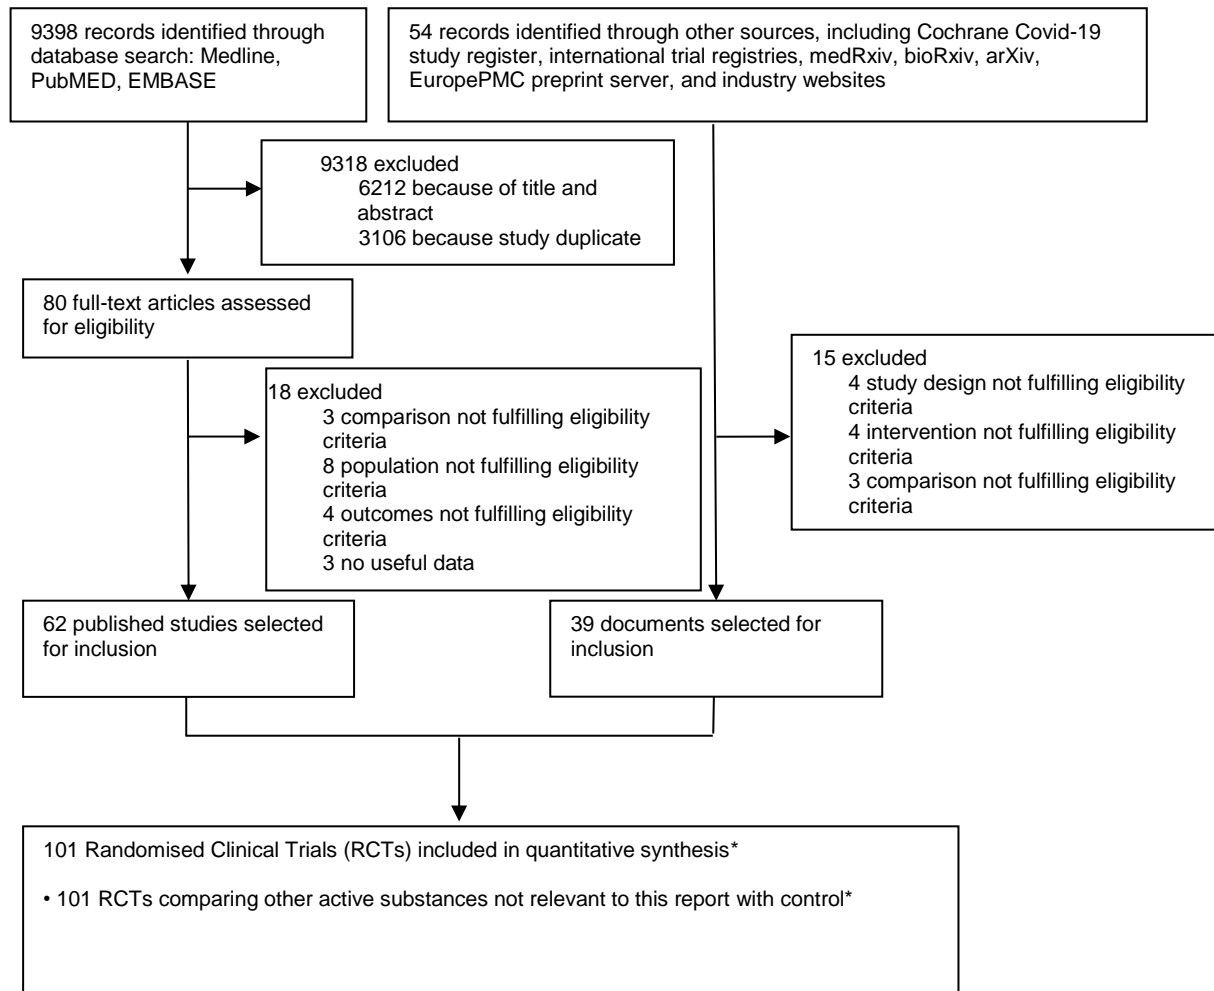 9398 records identified through
database search: Medline,
PubMED, EMBASE
54 records identified through other sources, including Cochrane Covid-19
study register, international trial registries, medRxiv, bioRxiv, arXiv,
EuropePMC preprint server, and industry websites
9318 excluded
6212 because of title and
abstract
3106 because study duplicate
80 full-text articles assessed
for eligibility
15 excluded
4 study design not fulfilling eligibility
criteria
4 intervention not fulfilling eligibility
criteria
3 comparison not fulfilling eligibility
criteria
18 excluded
3 comparison not fulfilling eligibility
criteria
8 population not fulfilling eligibility
criteria
4 outcomes not fulfilling eligibility
criteria
3 no useful data
62 published studies selected
for inclusion
39 documents selected for
inclusion
101 Randomised Clinical Trials (RCTs) included in quantitative synthesis*
• 101 RCTs comparing other active substances not relevant to this report with control*